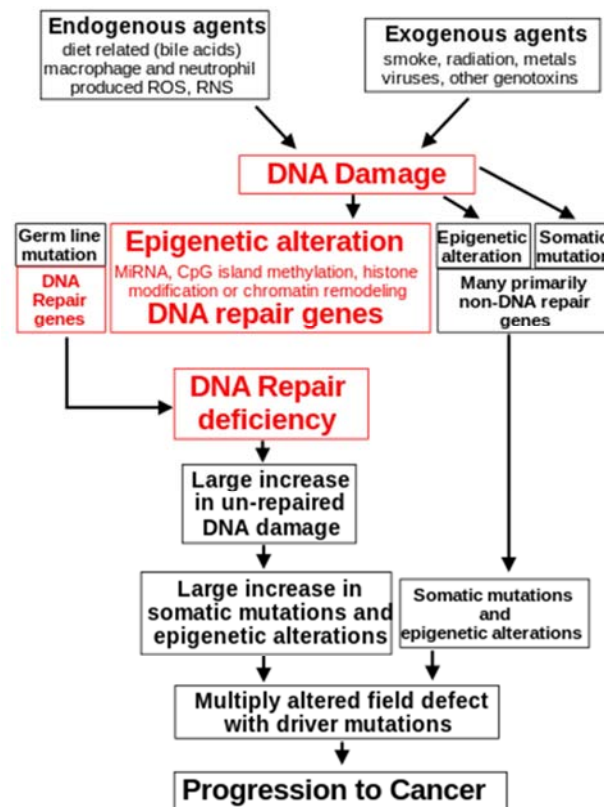 Endogenous agents
diet related (bile acids)
macrophage and neutrophil
produced ROS, RNS
Exogenous agents
smoke, radiation, metals
viruses, other genotoxins
DNA Damage
Germ line
mutation
DNA
Repair
genes
Epigenetic alteration
MiRNA, CpG island methylation, histone
modification or chromatin remodeling
DNA repair genes
Epigenetic
alteration
Somatic
mutation
Many primarily
non-DNA repair
genes
DNA Repair
deficiency
Large increase
in un-repaired
DNA damage
Large increase in
somatic mutations and
epigenetic alterations
Somatic mutations
and
epigenetic alterations
Multiply altered field defect
with driver mutations
Progression to Cancer